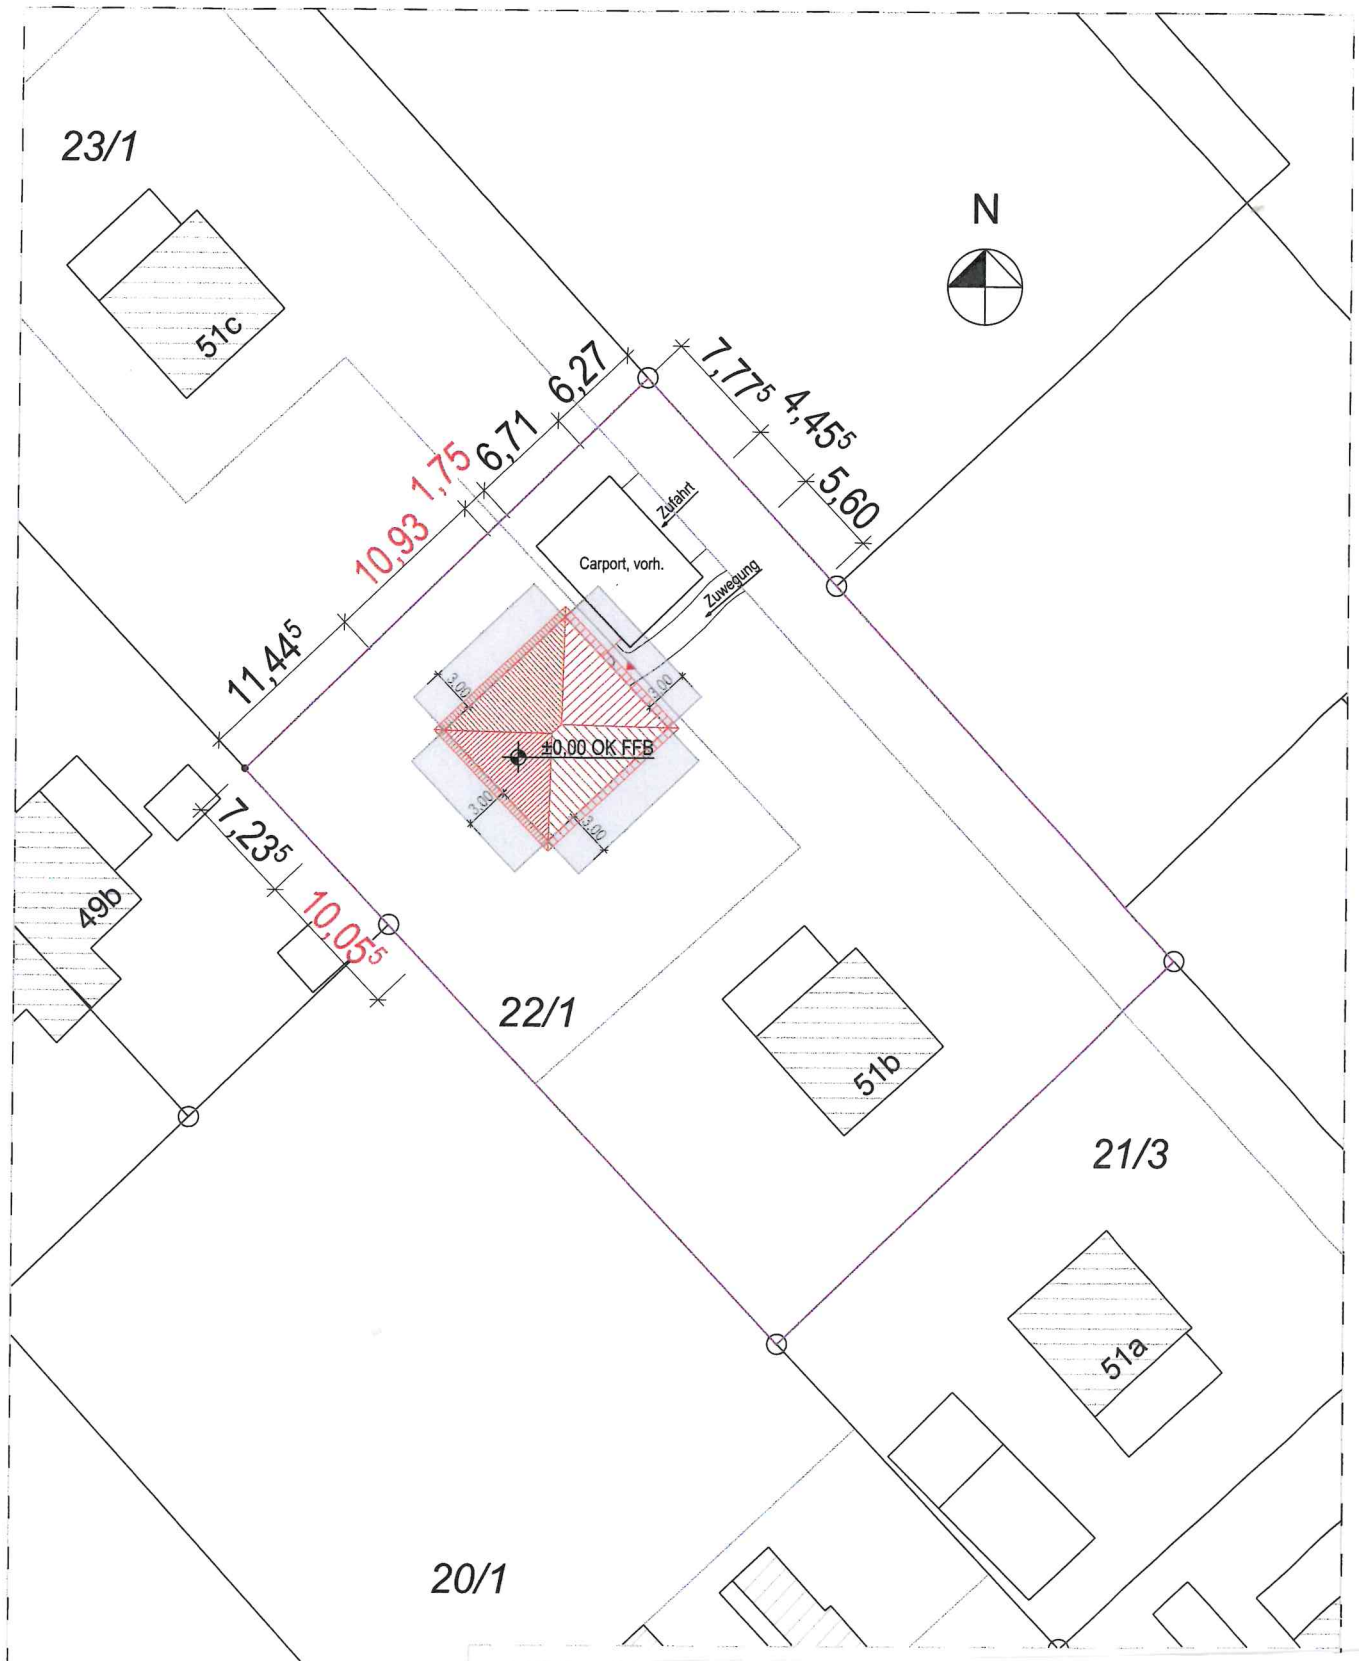 23/1
N
51c
6,27
7,77⁵
6,71
4,45⁵
1,75
5,60
10,93
Zufahrt
Carport, vorh.
Zuwegung
11,44⁵
3,00
3,00
±0,00 OK FFB
3,00
3,00
7,23⁵
49b
10,05⁵
22/1
51b
21/3
51a
20/1